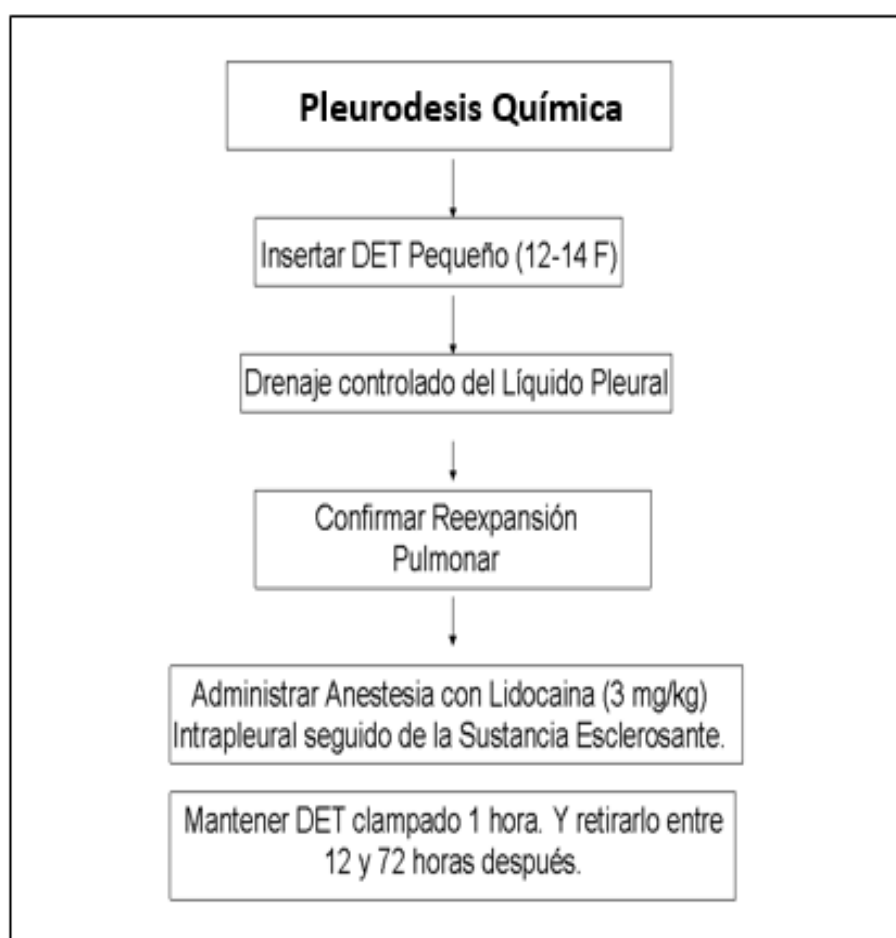 Pleurodesis Química
Insertar DET Pequeño (12-14 F)
Drenaje controlado del Líquido Pleural
Confirmar Reexpansión
Pulmonar
Administrar Anestesia con Lidocaina (3 mg/kg)
Intrapleural seguido de la Sustancia Esclerosante.
Mantener DET clampado 1 hora. Y retirarlo entre
12 y 72 horas después.